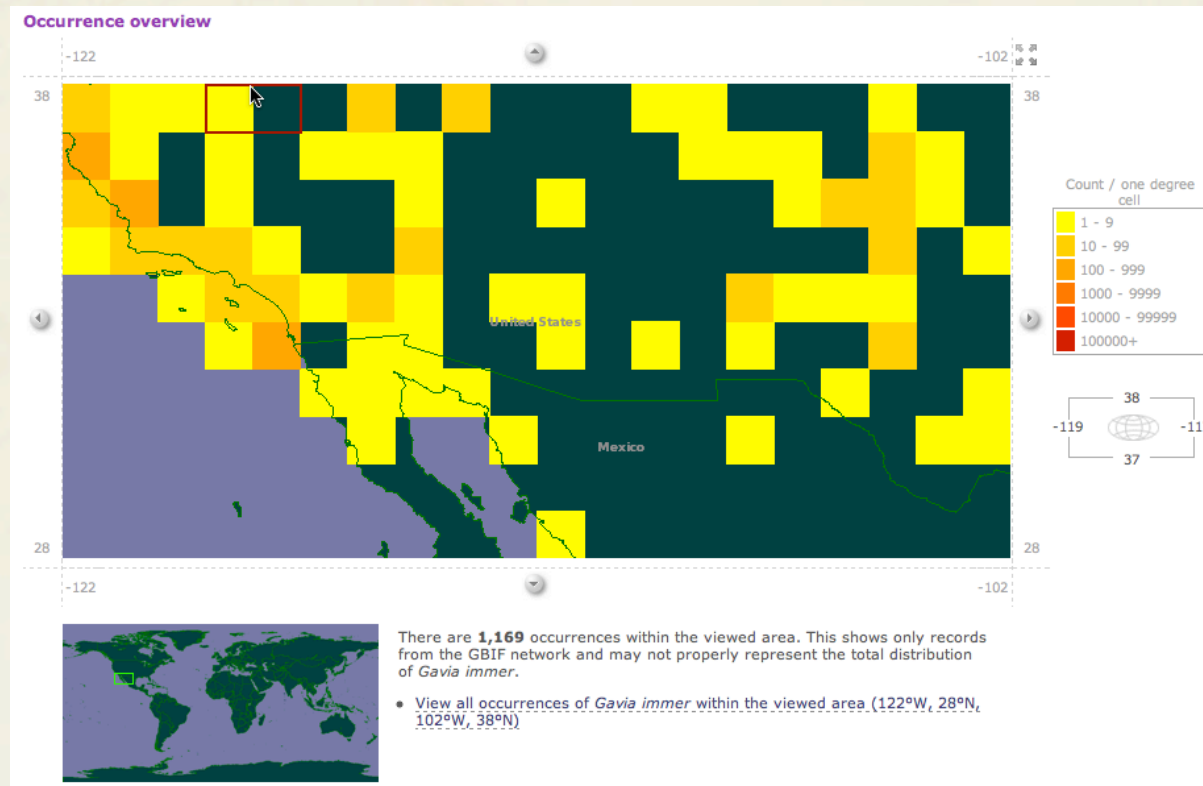 Occurrence overview
-122
-102
38
38
Count / one degree
cell
1 - 9
10 - 99
100 - 999
1000 - 9999
10000 - 99999
100000+
United States
38
-119
-11
37
Mexico
28
28
-122
-102
There are 1,169 occurrences within the viewed area. This shows only records
from the GBIF network and may not properly represent the total distribution
of Gavia immer.
• View all occurrences of Gavia immer within the viewed area (122°W, 28°N,
102°W, 38°N)